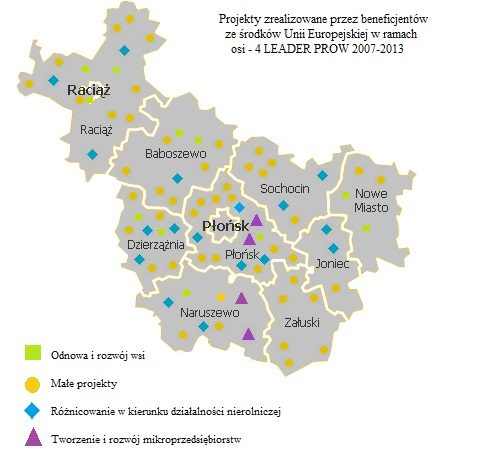 Projekty zrealizowane przez beneficjentów
ze środków Unii Europejskiej w ramach
osi - 4 LEADER PROW 2007-2013
Raciąż
Raciąż
Baboszewo
Sochocin
Nowe
Miasto
Płońsk
Płońsk
Dzierzążnia
Joniec
Naruszewo
Załuski
Odnowa i rozwój wsi
Małe projekty
Różnicowanie w kierunku działalności nierolniczej
Tworzenie i rozwój mikroprzedsiębiorstw